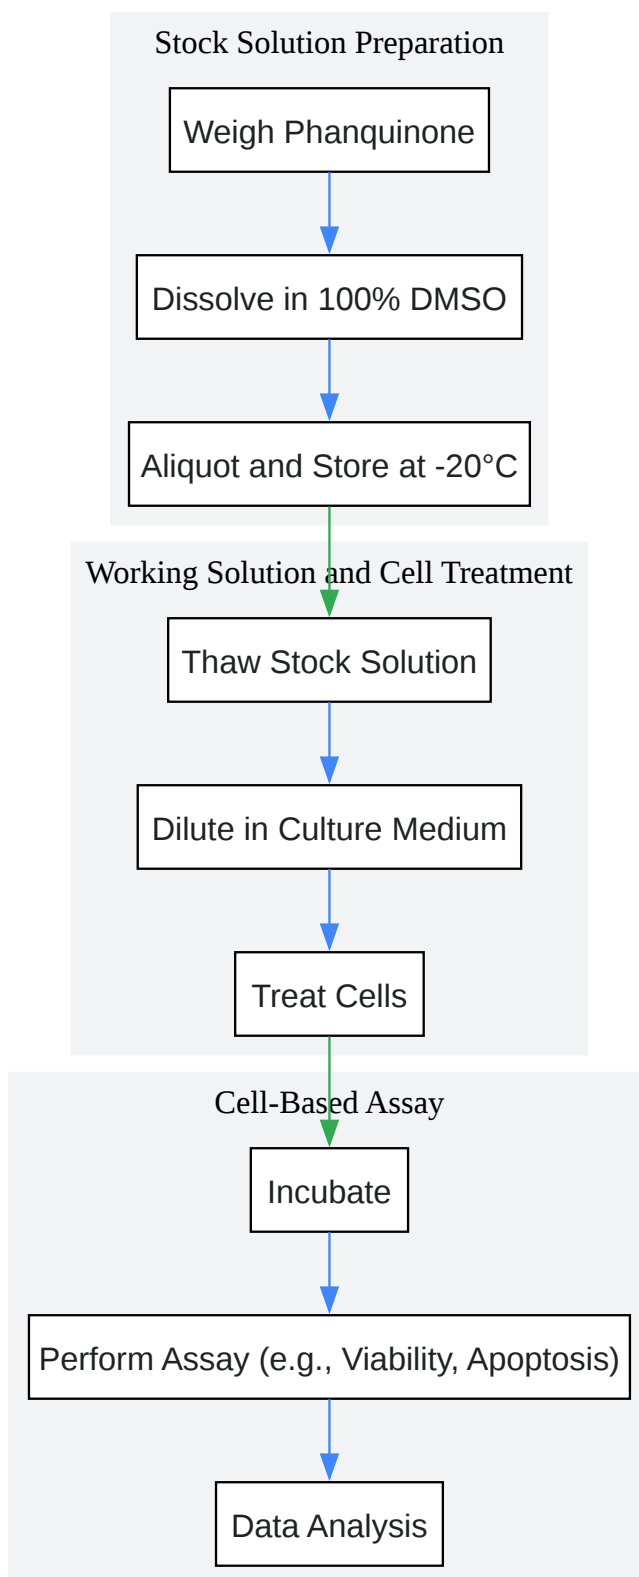 Stock Solution Preparation
Weigh Phanquinone
Dissolve in 100% DMSO
Aliquot and Store at -20°C
Working Solution and Cell Treatment
Thaw Stock Solution
Dilute in Culture Medium
Treat Cells
Cell-Based Assay
Incubate
Perform Assay (e.g., Viability, Apoptosis)
Data Analysis